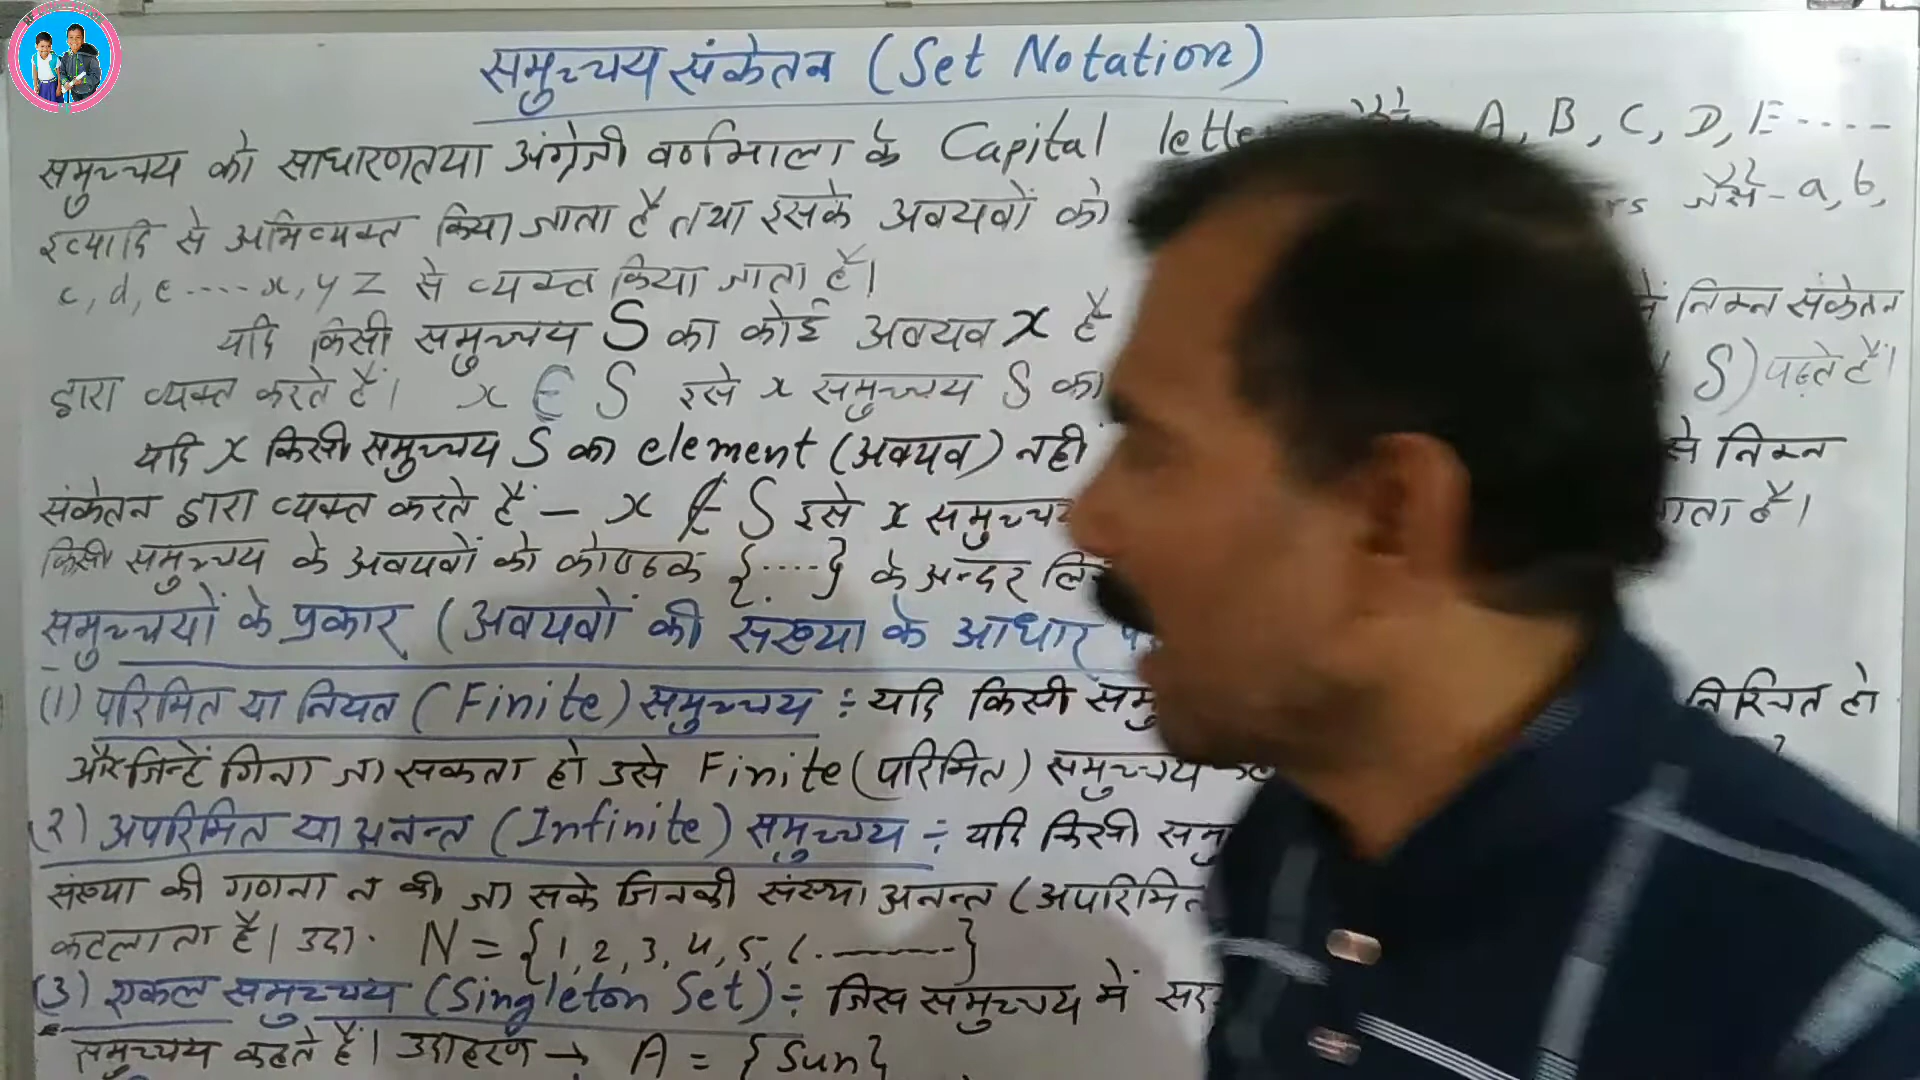 समुच्चय संकेतन (Set Notation)
समुच्चय को साधारणतया अंग्रेजी वर्णमाला के Capital lette A, B, C, D, E ....
इत्यादि से अभिव्यक्त किया जाता है तथा इसके अवयवों को rs जैसे - a, b,
c, d, e ---- x, y z से व्यक्त किया जाता है।
यदि किसी समुच्चय S का कोई अवयव x है निम्न संकेतन
द्वारा व्यक्त करते हैं। x ∈ S इसे x समुच्चय S का S) पढ़ते हैं।
यदि x किसी समुच्चय S का element (अवयव) नहीं से निम्न
संकेतन द्वारा व्यक्त करते हैं - x ∉ S इसे x समुच्चय है।
किसी समुच्चय के अवयवों को कोष्ठक {....} के अन्दर
समुच्चयों के प्रकार (अवयवों की संख्या के आधार
(1) परिमित या नियत (Finite) समुच्चय ÷ यदि किसी समु निश्चित हो
और जिन्हें गिना जा सकता हो उसे Finite (परिमित) समुच्चय
(2) अपरिमित या अनन्त (Infinite) समुच्चय ÷ यदि किसी समु
संख्या की गणना न की जा सके जिनकी संख्या अनन्त (अपरिमित
कहलाता है। उदा. N = {1, 2, 3, 4, 5, 6. ------}
(3) एकल समुच्चय (Singleton Set) ÷ जिस समुच्चय में
समुच्चय कहते हैं। उदाहरण → A = {Sun}